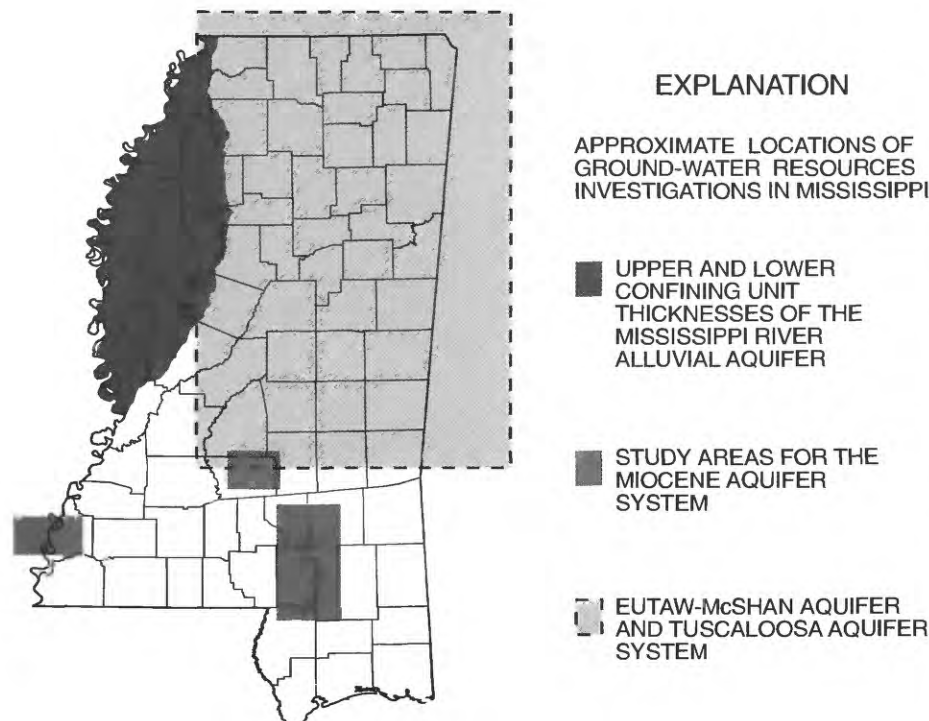 EXPLANATION
APPROXIMATE LOCATIONS OF
GROUND-WATER RESOURCES
INVESTIGATIONS IN MISSISSIPPI
UPPER AND LOWER
CONFINING UNIT
THICKNESSES OF THE
MISSISSIPPI RIVER
ALLUVIAL AQUIFER
STUDY AREAS FOR THE
MIOCENE AQUIFER
SYSTEM
EUTAW-McSHAN AQUIFER
AND TUSCALOOSA AQUIFER
SYSTEM